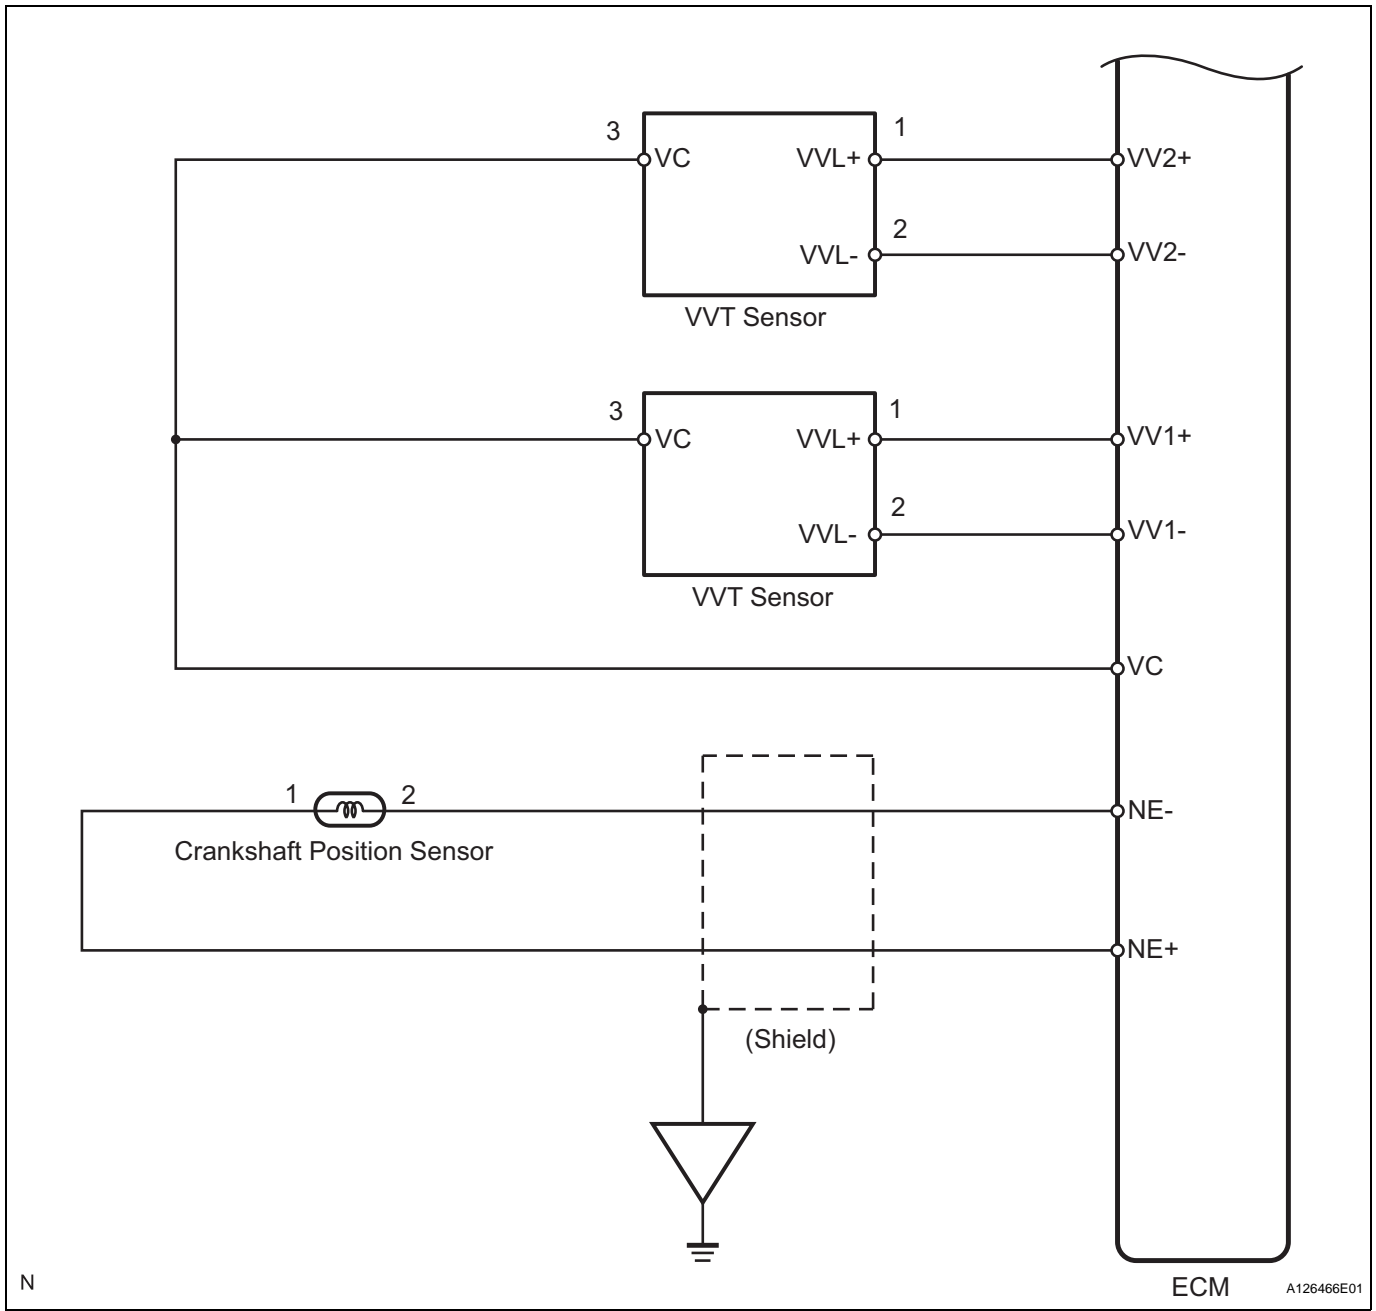 3
VC
VVL+
1
VV2+
VVL-
2
VV2-
VVT Sensor
3
VC
VVL+
1
VV1+
VVL-
2
VV1-
VVT Sensor
VC
1
2
NE-
Crankshaft Position Sensor
NE+
(Shield)
N
ECM
A126466E01